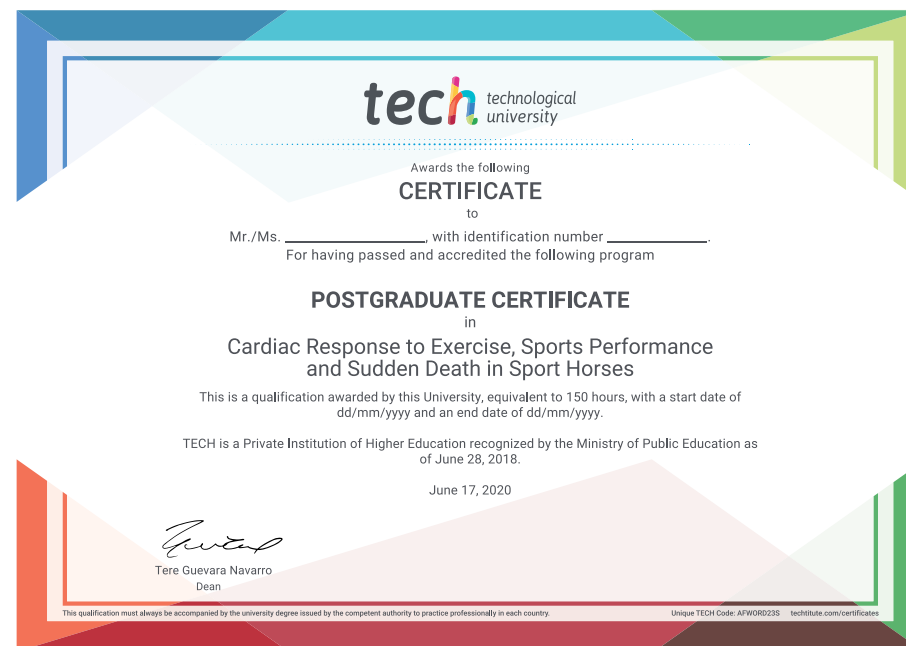 tech technological
university
Awards the following
CERTIFICATE
to
Mr./Ms. ____________________, with identification number ______________.
For having passed and accredited the following program
POSTGRADUATE CERTIFICATE
in
Cardiac Response to Exercise, Sports Performance
and Sudden Death in Sport Horses
This is a qualification awarded by this University, equivalent to 150 hours, with a start date of
dd/mm/yyyy and an end date of dd/mm/yyyy.
TECH is a Private Institution of Higher Education recognized by the Ministry of Public Education as
of June 28, 2018.
June 17, 2020
Tere Guevara Navarro
Dean
This qualification must always be accompanied by the university degree issued by the competent authority to practice professionally in each country. Unique TECH Code: AFWORD23S techtitute.com/certificates